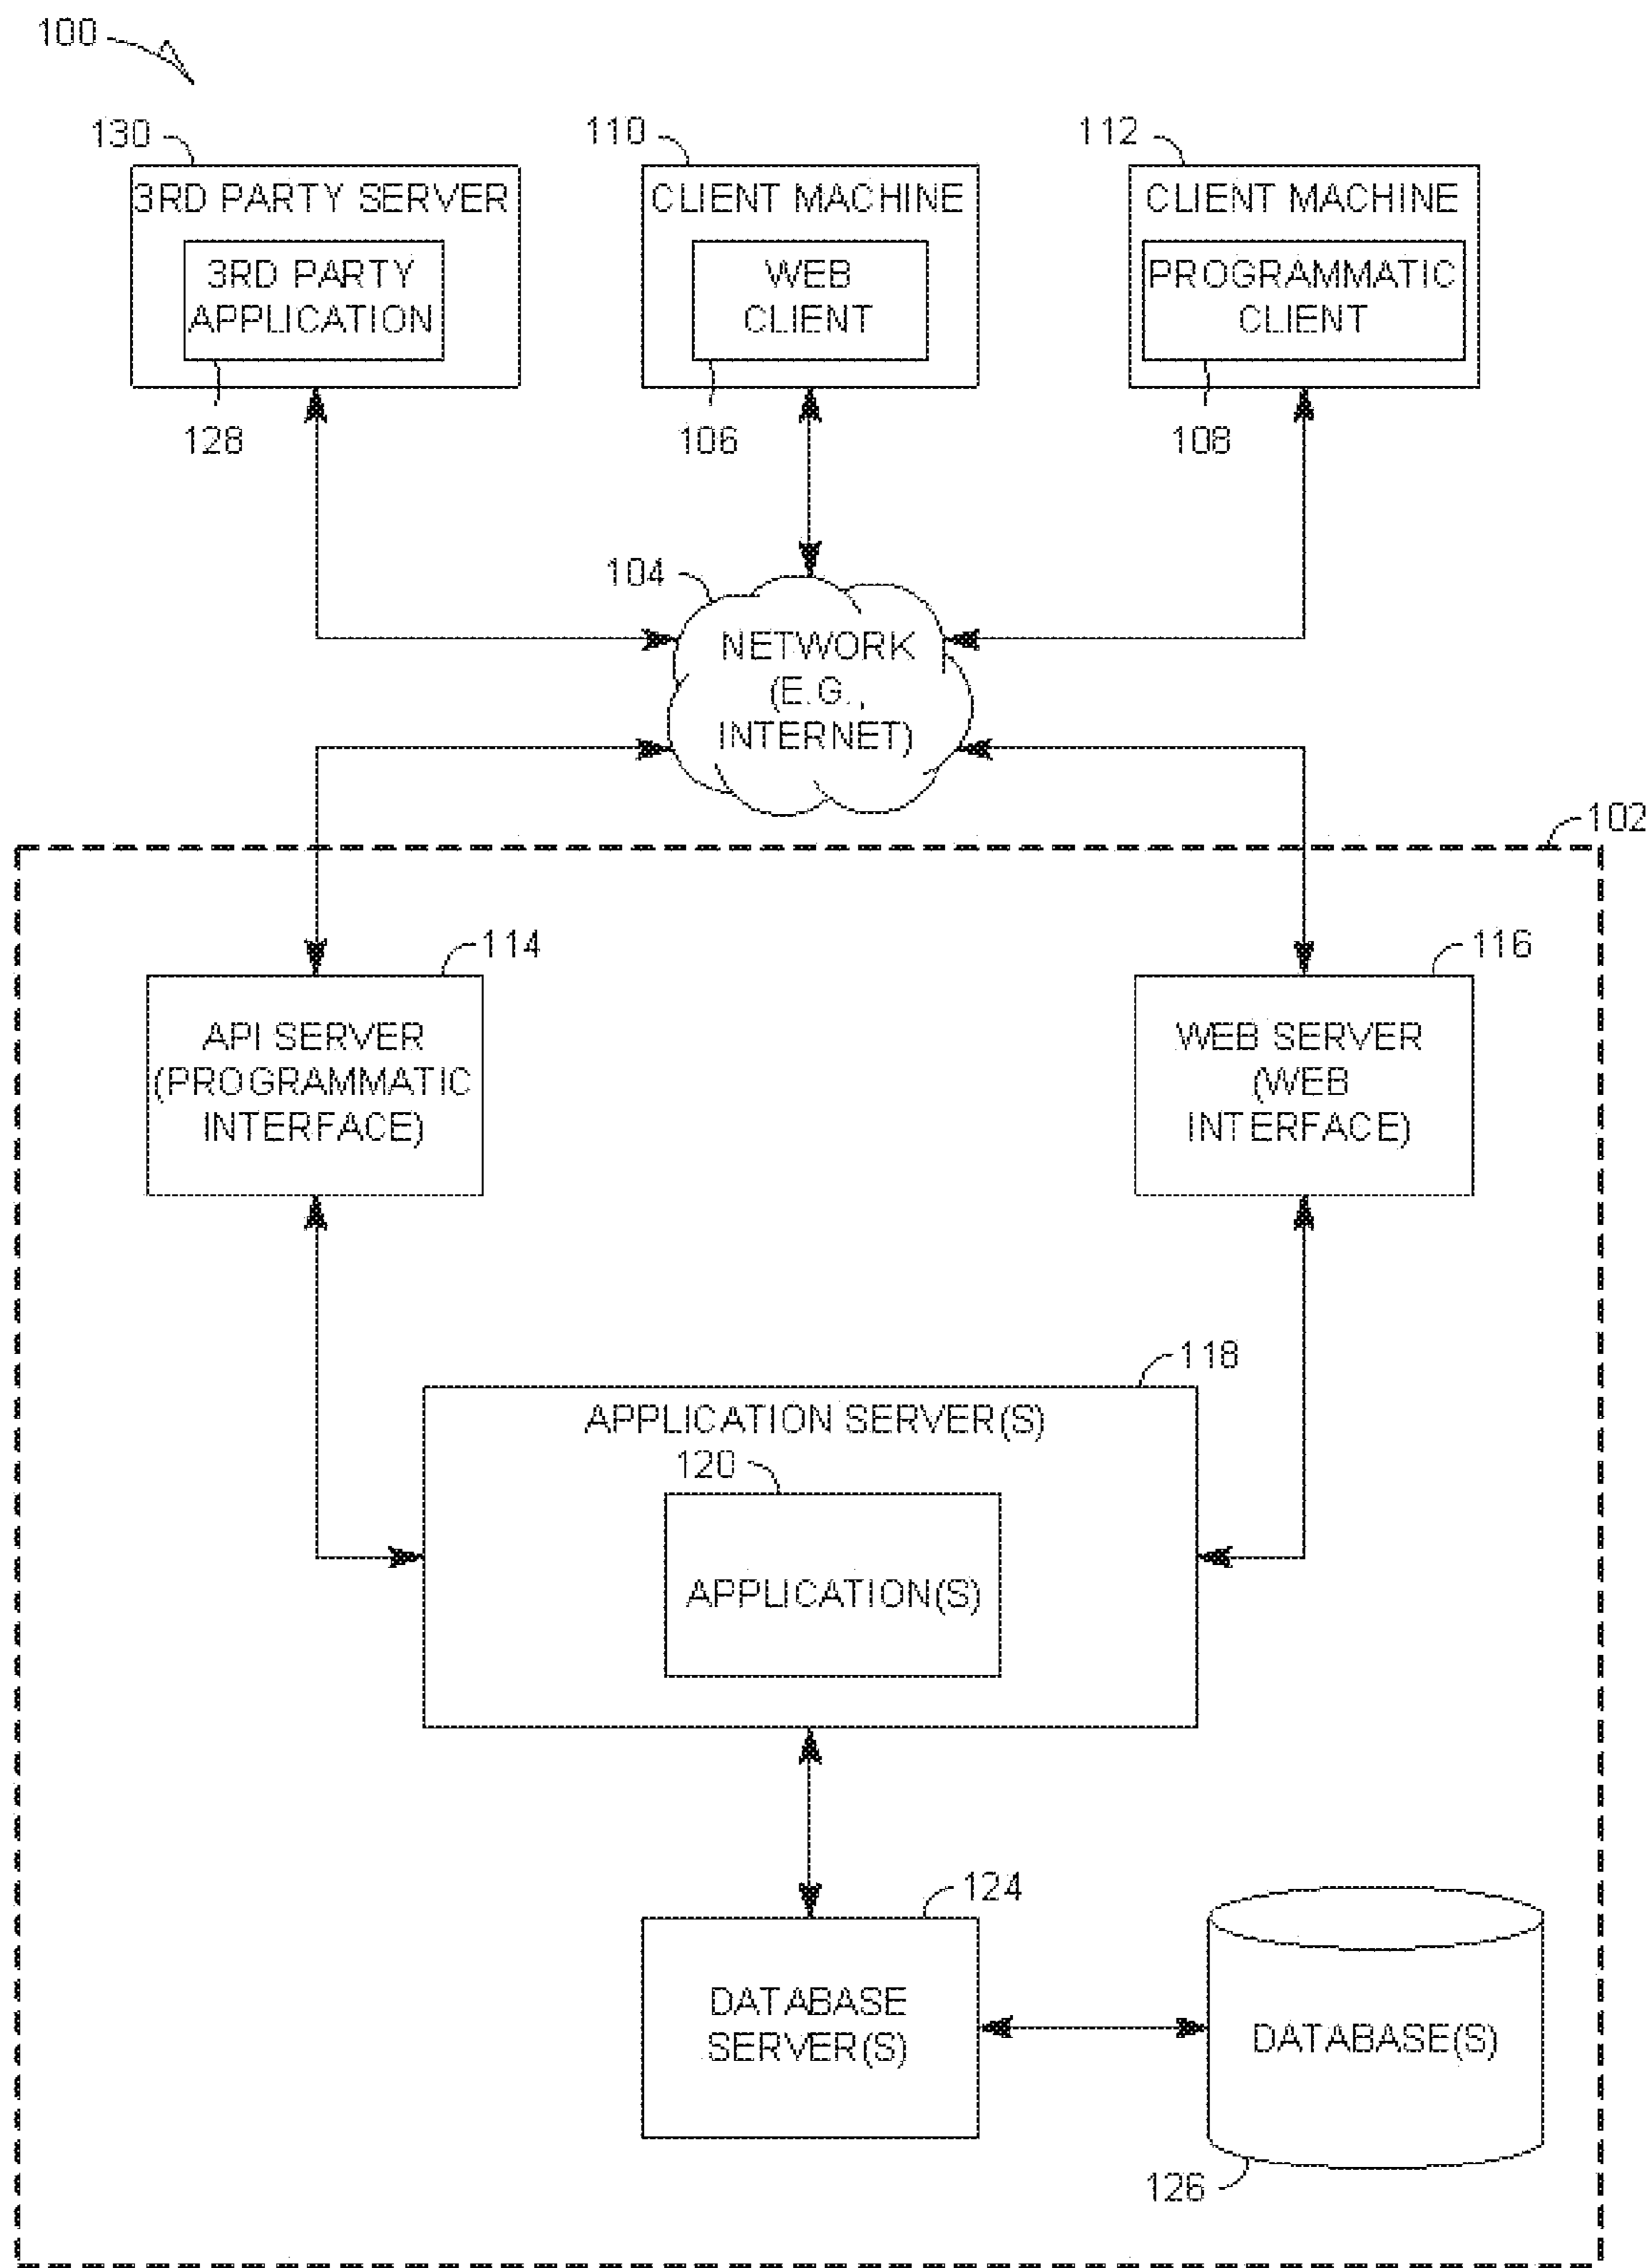 100
130
110
112
3RD PARTY SERVER
CLIENT MACHINE
CLIENT MACHINE
3RD PARTY
APPLICATION
WEB
CLIENT
PROGRAMMATIC
CLIENT
128
106
108
104
NETWORK
(E.G.,
INTERNET)
102
114
116
API SERVER
(PROGRAMMATIC
INTERFACE)
WEB SERVER
(WEB
INTERFACE)
118
APPLICATION SERVER(S)
120
APPLICATION(S)
124
DATABASE
SERVER(S)
DATABASE(S)
126